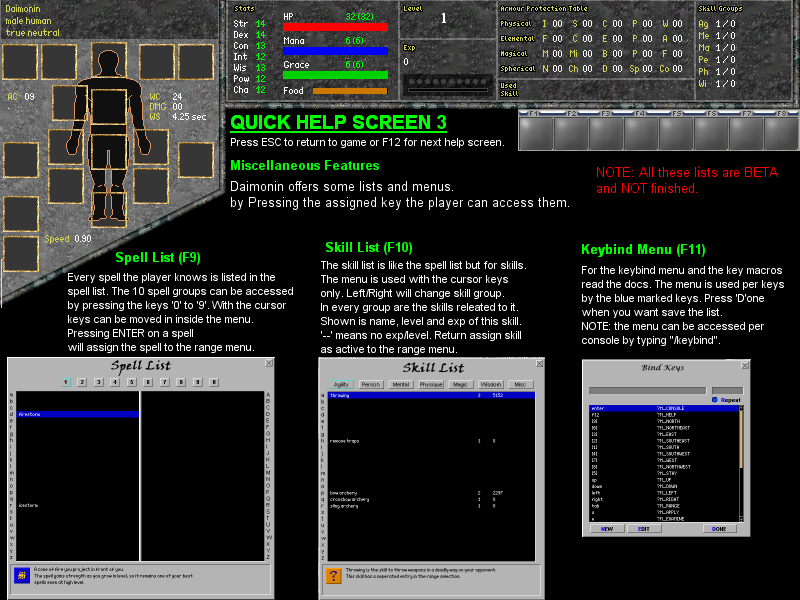 Daimonin
male human
true neutral
AC 09
WC 24
DMG 00
WS 4.25 sec
Speed 0.90
Stats
Str 14
Dex 14
Con 13
Int 12
Wis 13
Pow 12
Cha 12
HP 32(32)
Mana 6(6)
Grace 6(6)
Food
Level
1
Exp
0
Armour Protection Table
Physical I 00 S 00 C 00 P 00 W 00
Elemental F 00 C 00 E 00 P 00 A 00
Magical M 00 Mi 00 B 00 P 00 F 00
Spherical N 00 Ch 00 D 00 Sp 00 Co 00
Used
Skill
Skill Groups
Ag 1/0
Me 1/0
Ma 1/0
Pe 1/0
Ph 1/0
Wi 1/0
F1 F2 F3 F4 F5 F6 F7 F8
QUICK HELP SCREEN 3
Press ESC to return to game or F12 for next help screen.
Miscellaneous Features
Daimonin offers some lists and menus.
by Pressing the assigned key the player can access them.
NOTE: All these lists are BETA
and NOT finished.
Spell List (F9)
Every spell the player knows is listed in the
spell list. The 10 spell groups can be accessed
by pressing the keys '0' to '9'. With the cursor
keys can be moved in inside the menu.
Pressing ENTER on a spell
will assign the spell to the range menu.
Skill List (F10)
The skill list is like the spell list but for skills.
The menu is used with the cursor keys
only. Left/Right will change skill group.
In every group are the skills releated to it.
Shown is name, level and exp of this skill.
'--' means no exp/level. Return assign skill
as active to the range menu.
Keybind Menu (F11)
For the keybind menu and the key macros
read the docs. The menu is used per keys
by the blue marked keys. Press 'D'one
when you want save the list.
NOTE: the menu can be accessed per
console by typing "/keybind".
Spell List
1 2 3 4 5 6 7 8 9 0
firestorm
icestorm
A cone of fire you project in front of you.
The spell gains strength as you grow in level, so it remains one of your best
spells even at high level.
Skill List
Agility Person Mental Physique Magic Wisdom Misc
throwing 3 5152
remove traps 1 0
bow archery 2 2297
crossbow archery 1 0
sling archery 1 0
Throwing is the skill to throw weapons in a deadly way on your opponent.
This skill has a seperated entry in the range selection.
Bind Keys
Repeat
enter ?M_CONSOLE
f12 ?M_HELP
[8] ?M_NORTH
[9] ?M_NORTHEAST
[6] ?M_EAST
[3] ?M_SOUTHEAST
[2] ?M_SOUTH
[1] ?M_SOUTHWEST
[4] ?M_WEST
[7] ?M_NORTHWEST
[5] ?M_STAY
up ?M_UP
down ?M_DOWN
left ?M_LEFT
right ?M_RIGHT
tab ?M_RANGE
a ?M_APPLY
e ?M_EXAMINE
NEW EDIT DONE